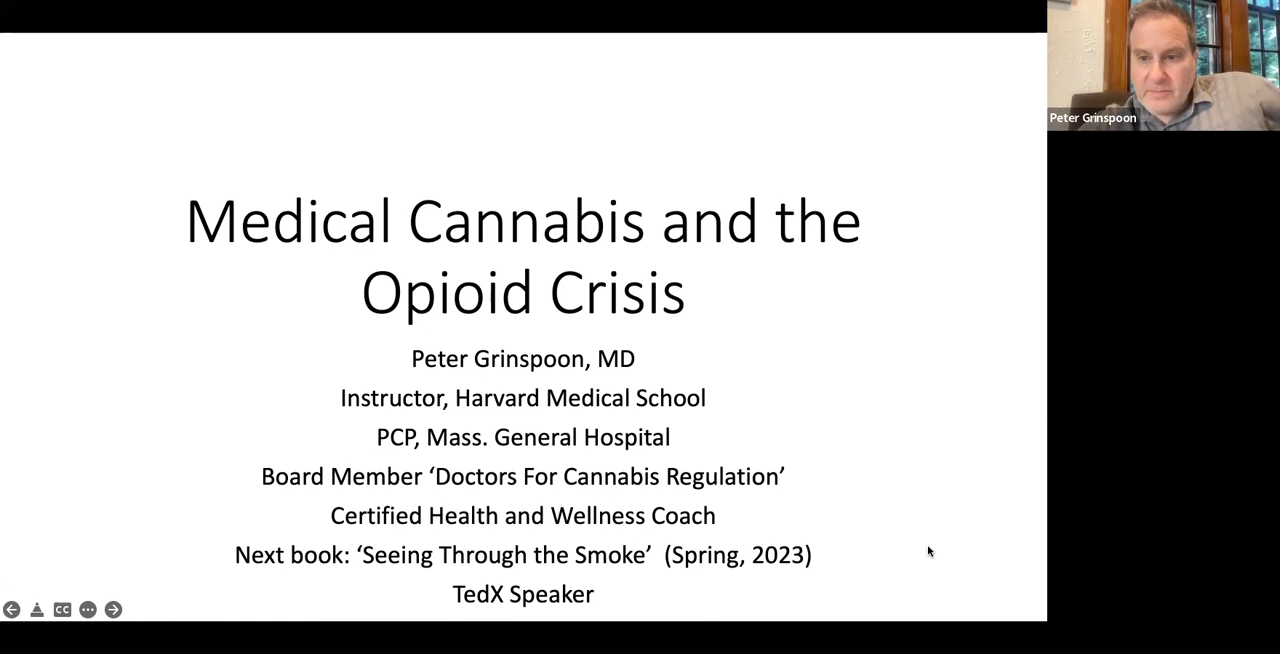 Medical Cannabis and the
Opioid Crisis
Peter Grinspoon, MD
Instructor, Harvard Medical School
PCP, Mass. General Hospital
Board Member ‘Doctors For Cannabis Regulation’
Certified Health and Wellness Coach
Next book: ‘Seeing Through the Smoke’ (Spring, 2023)
TedX Speaker
CC
Peter Grinspoon